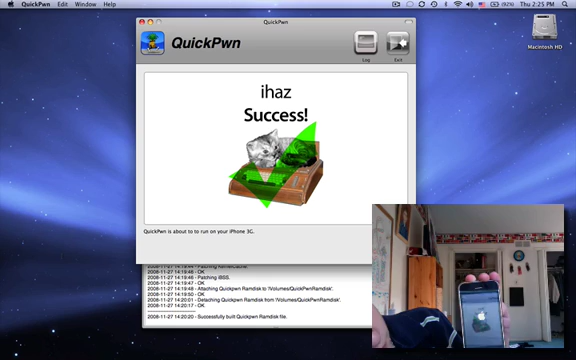 QuickPwn Edit Window Help
(92%) Thu 2:25 PM
QuickPwn
QuickPwn
Log
Exit
Macintosh HD
ihaz
Success!
QuickPwn is about to to run on your iPhone 3G.
2008-11-27 14:19:46 - OK
2008-11-27 14:19:46 - Patching iBSS.
2008-11-27 14:19:47 - OK
2008-11-27 14:19:48 - Attaching Quickpwn Ramdisk to '/Volumes/QuickPwnRamdisk'.
2008-11-27 14:19:50 - OK
2008-11-27 14:20:01 - Detaching Quickpwn Ramdisk from '/Volumes/QuickPwnRamdisk'.
2008-11-27 14:20:17 - OK
2008-11-27 14:20:20 - Successfully built Quickpwn Ramdisk file.